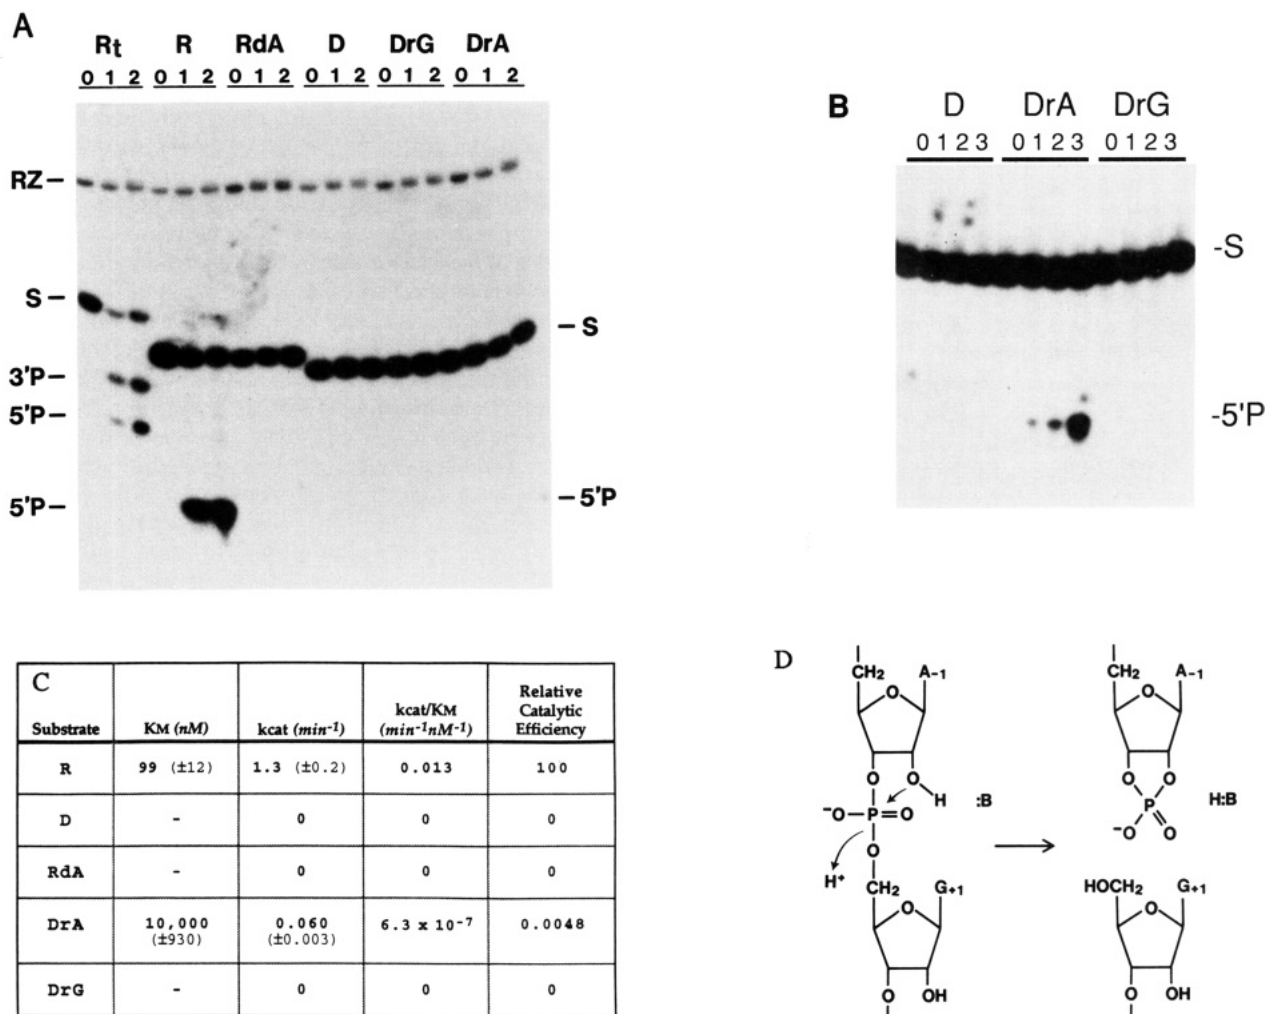 A
Rt R RdA D DrG DrA
0 1 2 0 1 2 0 1 2 0 1 2 0 1 2 0 1 2
RZ–
S–
–S
3'P–
5'P–
5'P–
–5'P
B
D DrA DrG
0 1 2 3 0 1 2 3 0 1 2 3
-S
-5'P
C
Substrate KM (nM) kcat (min-1) kcat/KM (min-1nM-1) Relative Catalytic Efficiency
R 99 (±12) 1.3 (±0.2) 0.013 100
D - 0 0 0
RdA - 0 0 0
DrA 10,000 (±930) 0.060 (±0.003) 6.3 x 10-7 0.0048
DrG - 0 0 0
D
CH2 A-1
O
O O
H :B
-O–P=O
O
H+
CH2 G+1
O
O OH
CH2 A-1
O
O O
P
-O O
H:B
HOCH2 G+1
O
O OH